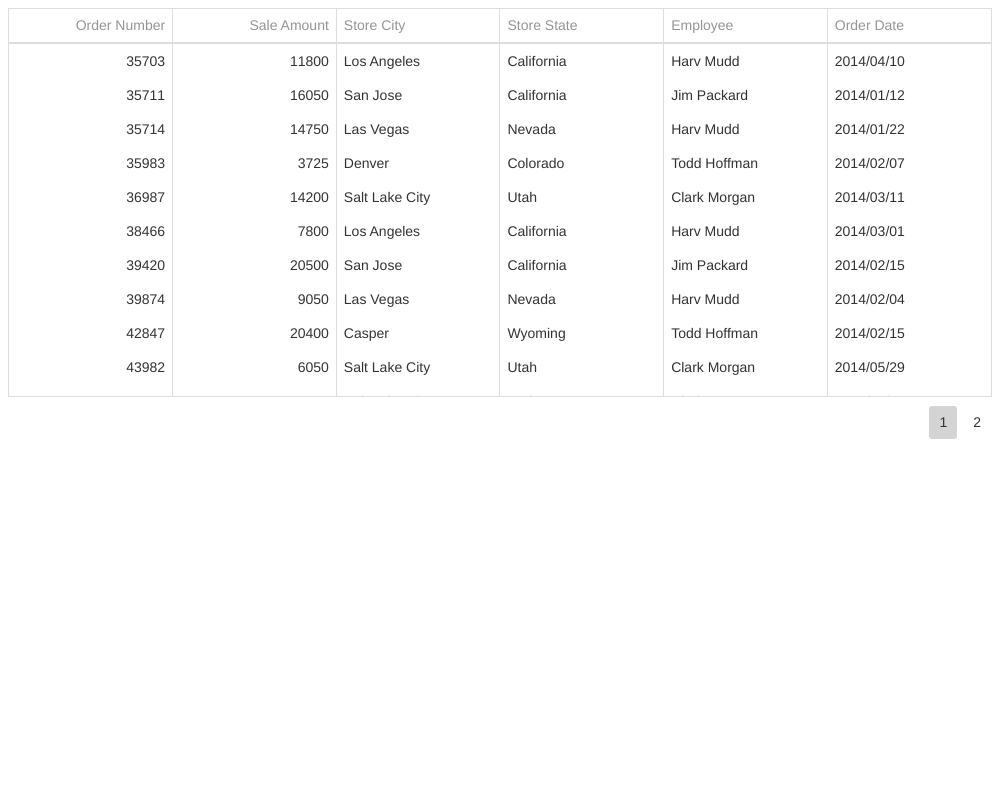 Order Number Sale Amount Store City Store State Employee Order Date
35703 11800 Los Angeles California Harv Mudd 2014/04/10
35711 16050 San Jose California Jim Packard 2014/01/12
35714 14750 Las Vegas Nevada Harv Mudd 2014/01/22
35983 3725 Denver Colorado Todd Hoffman 2014/02/07
36987 14200 Salt Lake City Utah Clark Morgan 2014/03/11
38466 7800 Los Angeles California Harv Mudd 2014/03/01
39420 20500 San Jose California Jim Packard 2014/02/15
39874 9050 Las Vegas Nevada Harv Mudd 2014/02/04
42847 20400 Casper Wyoming Todd Hoffman 2014/02/15
43982 6050 Salt Lake City Utah Clark Morgan 2014/05/29
1 2